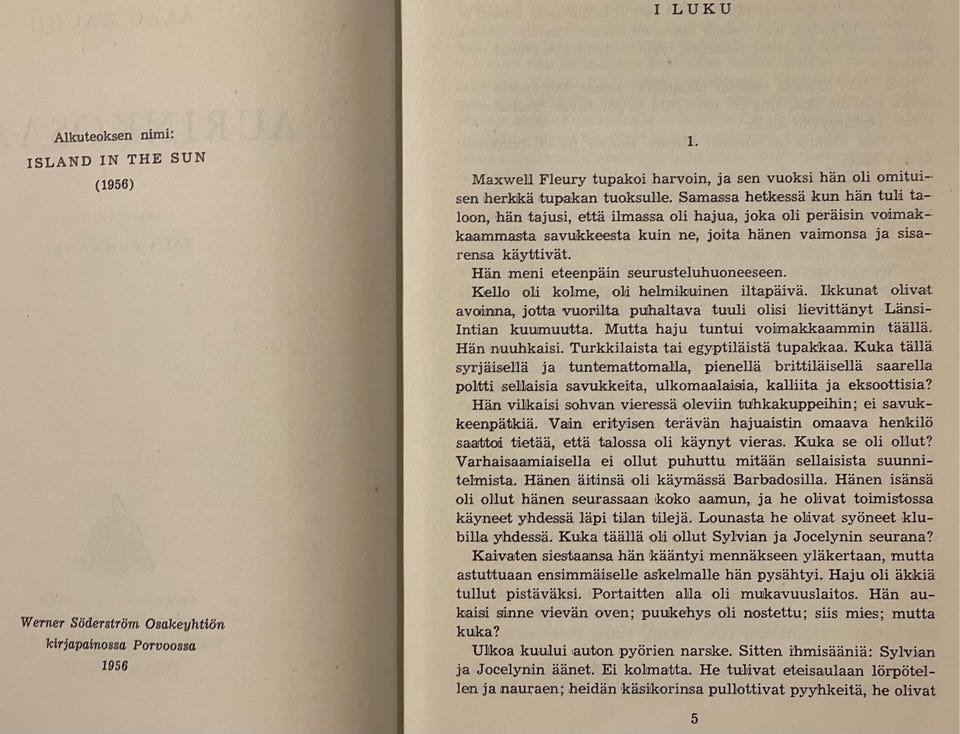 Alkuteoksen nimi:
ISLAND IN THE SUN
(1956)
Werner Söderström Osakeyhtiön
kirjapainossa Porvoossa
1956
I LUKU
1.
Maxwell Fleury tupakoi harvoin, ja sen vuoksi hän oli omitui-
sen herkkä tupakan tuoksulle. Samassa hetkessä kun hän tuli ta-
loon, hän tajusi, että ilmassa oli hajua, joka oli peräisin voimak-
kaammasta savukkeesta kuin ne, joita hänen vaimonsa ja sisa-
rensa käyttivät.
Hän meni eteenpäin seurusteluhuoneeseen.
Kello oli kolme, oli helmikuinen iltapäivä. Ikkunat olivat
avoinna, jotta vuorilta puhaltava tuuli olisi lievittänyt Länsi-
Intian kuumuutta. Mutta haju tuntui voimakkaammin täällä.
Hän nuuhkaisi. Turkkilaista tai egyptiläistä tupakkaa. Kuka tällä
syrjäisellä ja tuntemattomalla, pienellä brittiläisellä saarella
poltti sellaisia savukkeita, ulkomaalaisia, kalliita ja eksoottisia?
Hän vilkaisi sohvan vieressä oleviin tuhkakuppeihin; ei savuk-
keenpätkiä. Vain erityisen terävän hajuaistin omaava henkilö
saattoi tietää, että talossa oli käynyt vieras. Kuka se oli ollut?
Varhaisaamiaisella ei ollut puhuttu mitään sellaisista suunni-
telmista. Hänen äitinsä oli käymässä Barbadosilla. Hänen isänsä
oli ollut hänen seurassaan koko aamun, ja he olivat toimistossa
käyneet yhdessä läpi tilan tilejä. Lounasta he olivat syöneet klu-
billa yhdessä. Kuka täällä oli ollut Sylvian ja Jocelynin seurana?
Kaivaten siestaansa hän kääntyi mennäkseen yläkertaan, mutta
astuttuaan ensimmäiselle askelmalle hän pysähtyi. Haju oli äkkiä
tullut pistäväksi. Portaitten alla oli mukavuuslaitos. Hän au-
kaisi sinne vievän oven; puukehys oli nostettu; siis mies; mutta
kuka?
Ulkoa kuului auton pyörien narske. Sitten ihmisääniä: Sylvian
ja Jocelynin äänet. Ei kolmatta. He tulivat eteisaulaan lörpötel-
len ja nauraen; heidän käsikorinsa pullottivat pyyhkeitä, he olivat
5